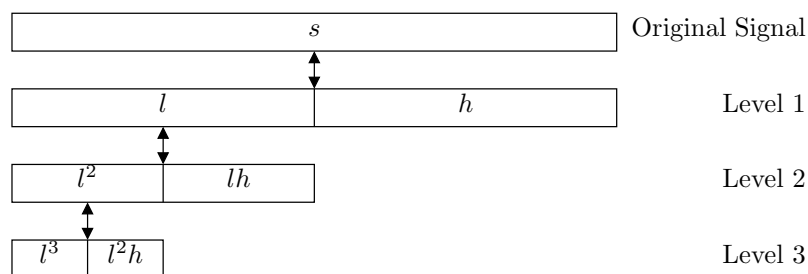 s Original Signal
l h Level 1
l² lh Level 2
l³ l²h Level 3